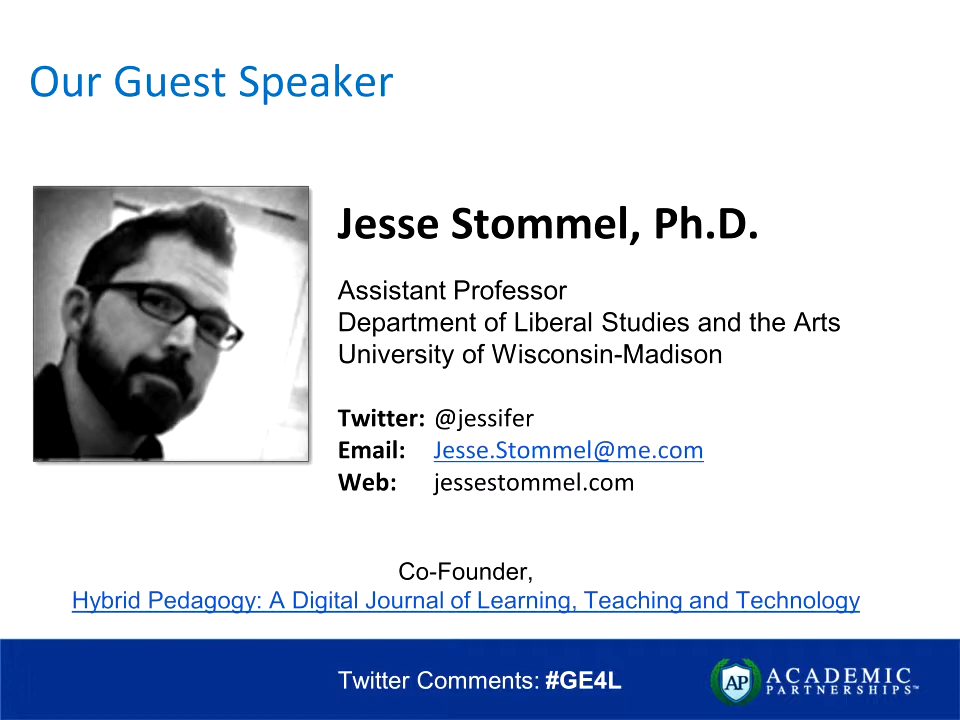 Our Guest Speaker
Jesse Stommel, Ph.D.
Assistant Professor
Department of Liberal Studies and the Arts
University of Wisconsin-Madison
Twitter: @jessifer
Email: Jesse.Stommel@me.com
Web: jessestommel.com
Co-Founder,
Hybrid Pedagogy: A Digital Journal of Learning, Teaching and Technology
Twitter Comments: #GE4L
AP ACADEMIC
PARTNERSHIPS™